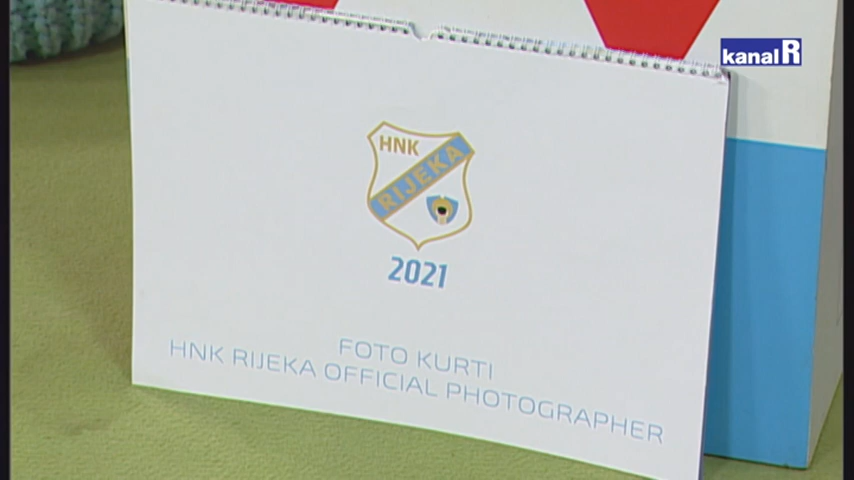 kanal R
HNK
RIJEKA
2021
FOTO KURTI
HNK RIJEKA OFFICIAL PHOTOGRAPHER